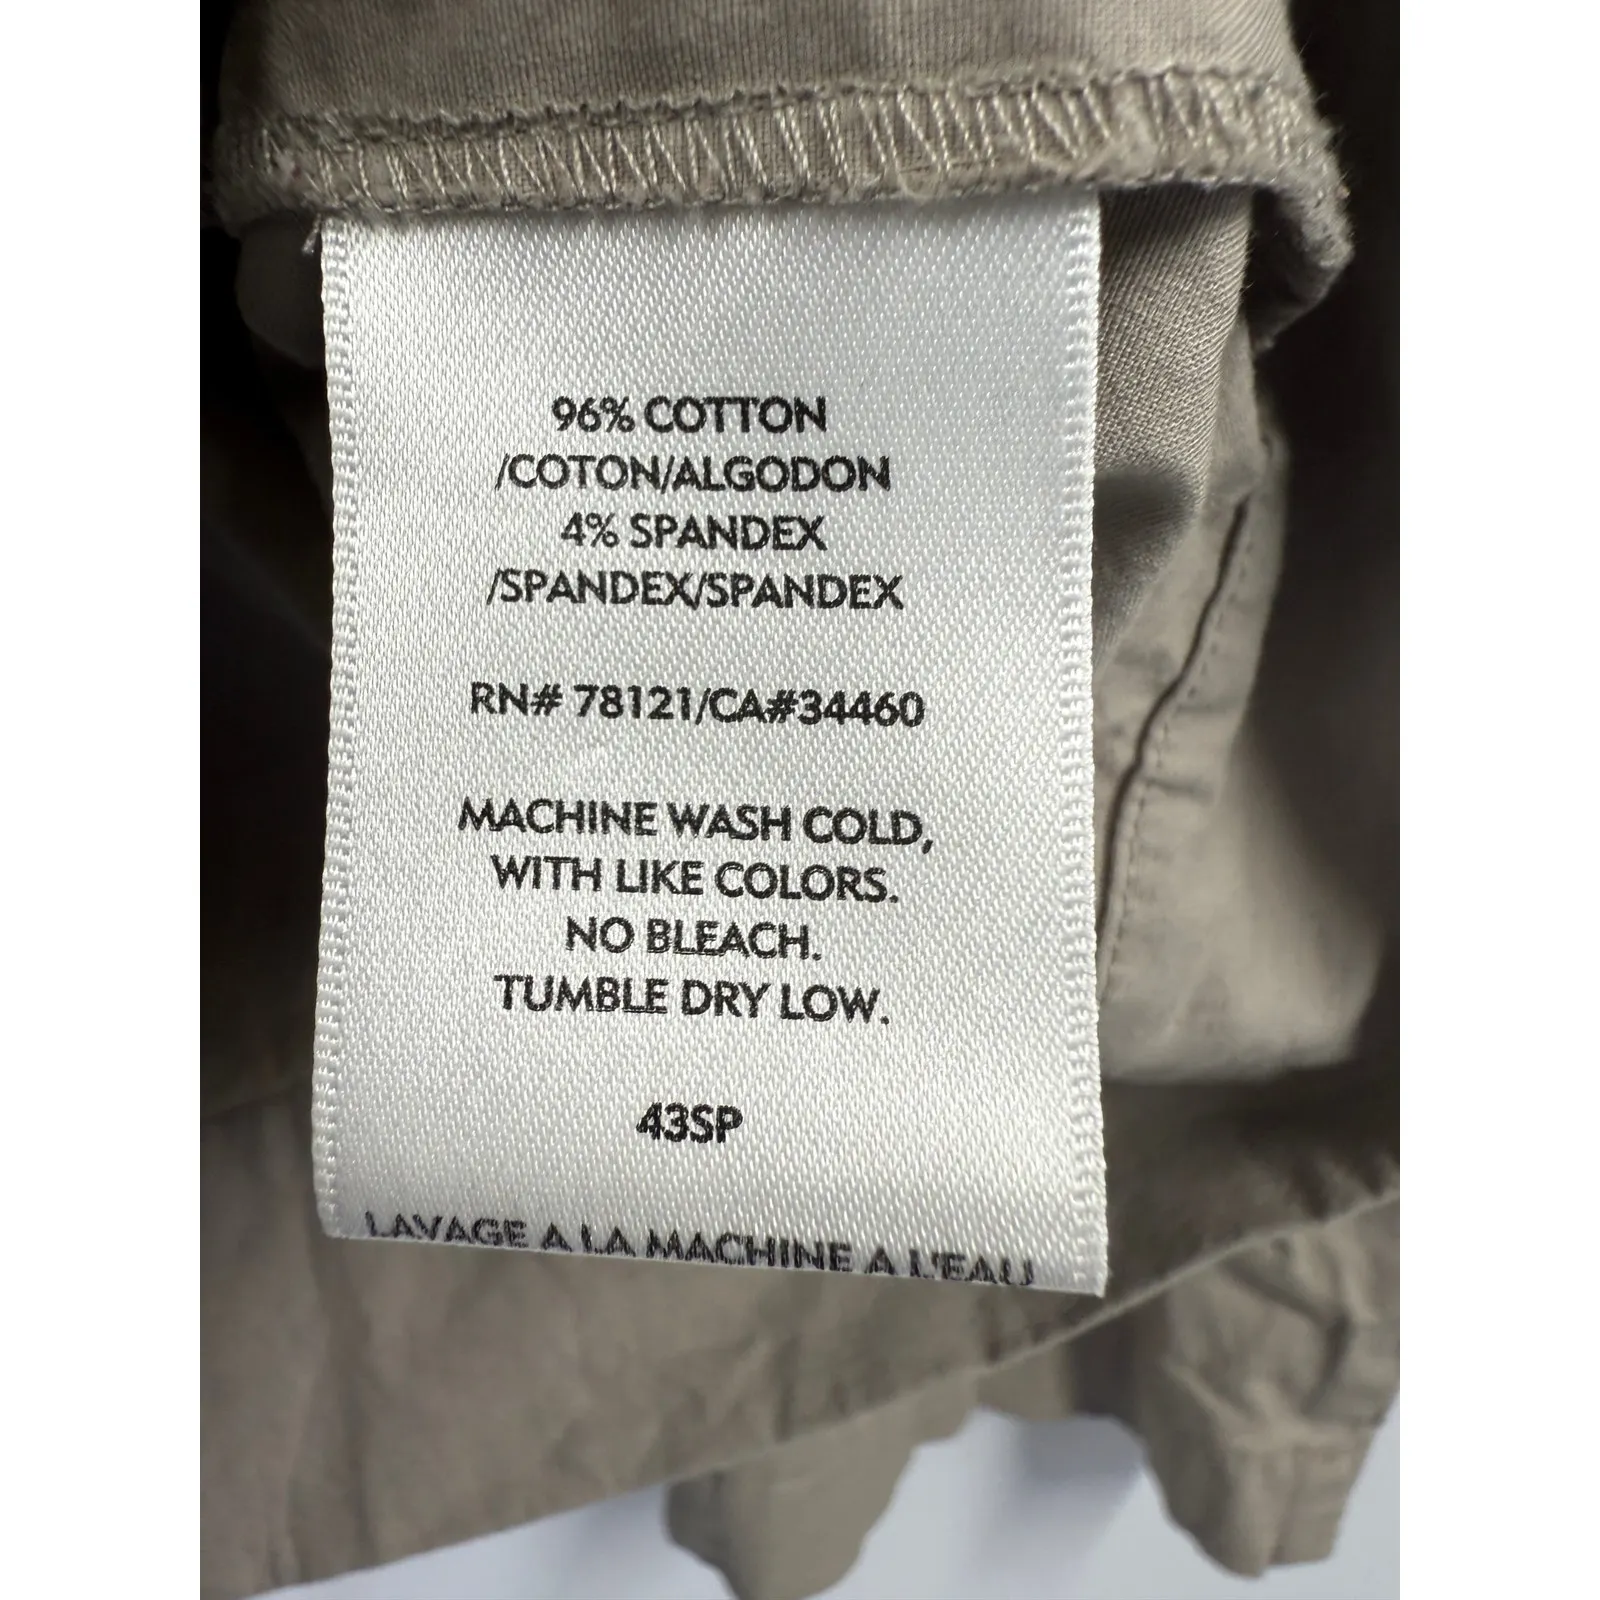 96% COTTON
/COTON/ALGODON
4% SPANDEX
/SPANDEX/SPANDEX
RN# 78121/CA#34460
MACHINE WASH COLD,
WITH LIKE COLORS.
NO BLEACH.
TUMBLE DRY LOW.
43SP
LAVAGE A LA MACHINE A L'EAU